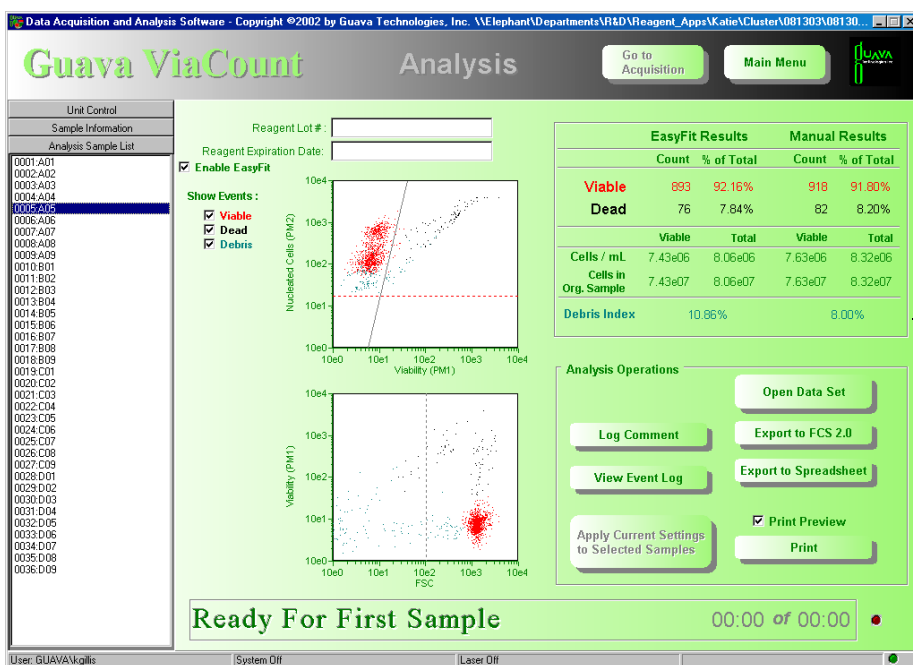 Data Acquisition and Analysis Software - Copyright ©2002 by Guava Technologies, Inc. \\Elephant\Departments\R&D\Reagent_Apps\Katie\Cluster\081303\08130...
Guava ViaCount
Analysis
Go to
Acquisition
Main Menu
GUAVA
Unit Control
Sample Information
Analysis Sample List
0001:A01
0002:A02
0003:A03
0004:A04
0005:A05
0006:A06
0007:A07
0008:A08
0009:A09
0010:B01
0011:B02
0012:B03
0013:B04
0014:B05
0015:B06
0016:B07
0017:B08
0018:B09
0019:C01
0020:C02
0021:C03
0022:C04
0023:C05
0024:C06
0025:C07
0026:C08
0027:C09
0028:D01
0029:D02
0030:D03
0031:D04
0032:D05
0033:D06
0034:D07
0035:D08
0036:D09
Reagent Lot # :
Reagent Expiration Date:
Enable EasyFit
Show Events :
Viable
Dead
Debris
10e4
10e3
10e2
10e1
10e0
Nucleated Cells (PM2)
10e0 10e1 10e2 10e3 10e4
Viability (PM1)
10e4
10e3
10e2
10e1
10e0
Viability (PM1)
10e0 10e1 10e2 10e3 10e4
FSC
EasyFit Results Manual Results
Count % of Total Count % of Total
Viable 893 92.16% 918 91.80%
Dead 76 7.84% 82 8.20%
Viable Total Viable Total
Cells / mL 7.43e06 8.06e06 7.63e06 8.32e06
Cells in
Org. Sample 7.43e07 8.06e07 7.63e07 8.32e07
Debris Index 10.86% 8.00%
Analysis Operations
Open Data Set
Log Comment
Export to FCS 2.0
View Event Log
Export to Spreadsheet
Print Preview
Apply Current Settings
to Selected Samples
Print
Ready For First Sample
00:00 of 00:00
User: GUAVA\kgillis
System Off
Laser Off